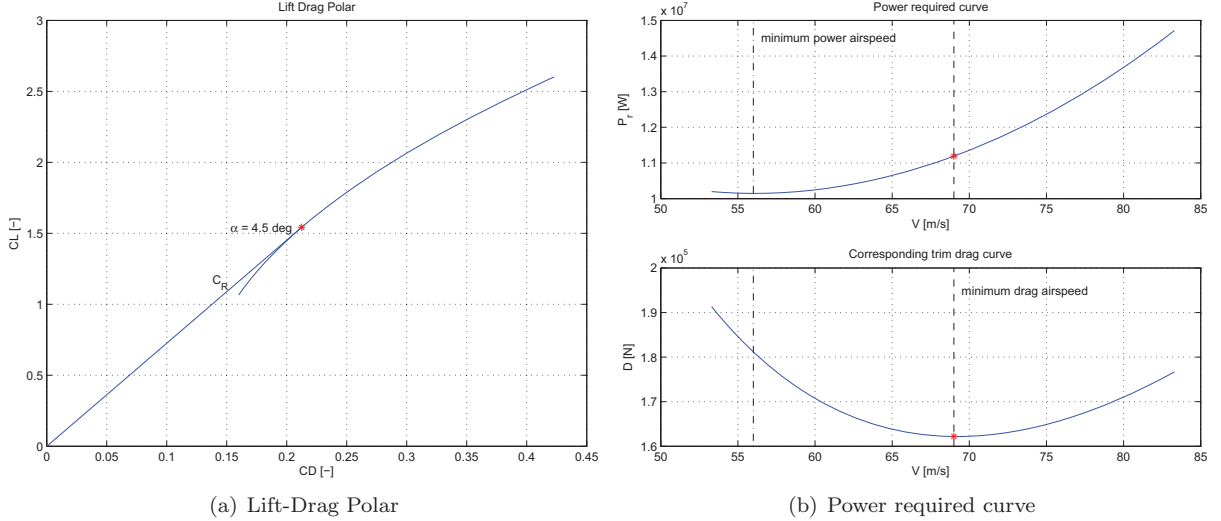 Lift Drag Polar
3
2.5
2
1.5
1
0.5
0
CL [−]
α = 4.5 deg
C_R
0 0.05 0.1 0.15 0.2 0.25 0.3 0.35 0.4 0.45
CD [−]
(a) Lift-Drag Polar
Power required curve
x 10^7
1.5
1.4
1.3
1.2
1.1
1
P_r [W]
minimum power airspeed
50 55 60 65 70 75 80 85
V [m/s]
Corresponding trim drag curve
x 10^5
2
1.9
1.8
1.7
1.6
D [N]
minimum drag airspeed
50 55 60 65 70 75 80 85
V [m/s]
(b) Power required curve